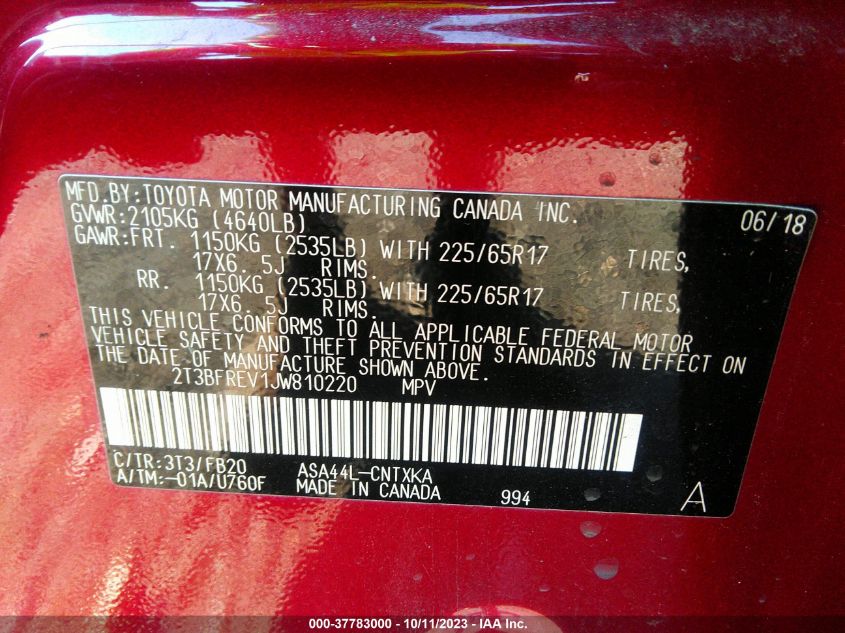 MFD.BY:TOYOTA MOTOR MANUFACTURING CANADA INC. 06/18
GVWR:2105KG (4640LB)
GAWR:FRT. 1150KG (2535LB) WITH 225/65R17 TIRES,
17X6. 5J RIMS.
RR. 1150KG (2535LB) WITH 225/65R17 TIRES,
17X6. 5J RIMS.
THIS VEHICLE CONFORMS TO ALL APPLICABLE FEDERAL MOTOR
VEHICLE SAFETY AND THEFT PREVENTION STANDARDS IN EFFECT ON
THE DATE OF MANUFACTURE SHOWN ABOVE.
2T3BFREV1JW810220 MPV
C/TR:3T3/FB20 ASA44L-CNTXKA
A/TM:-01A/U760F MADE IN CANADA 994 A
000-37783000 - 10/11/2023 - IAA Inc.